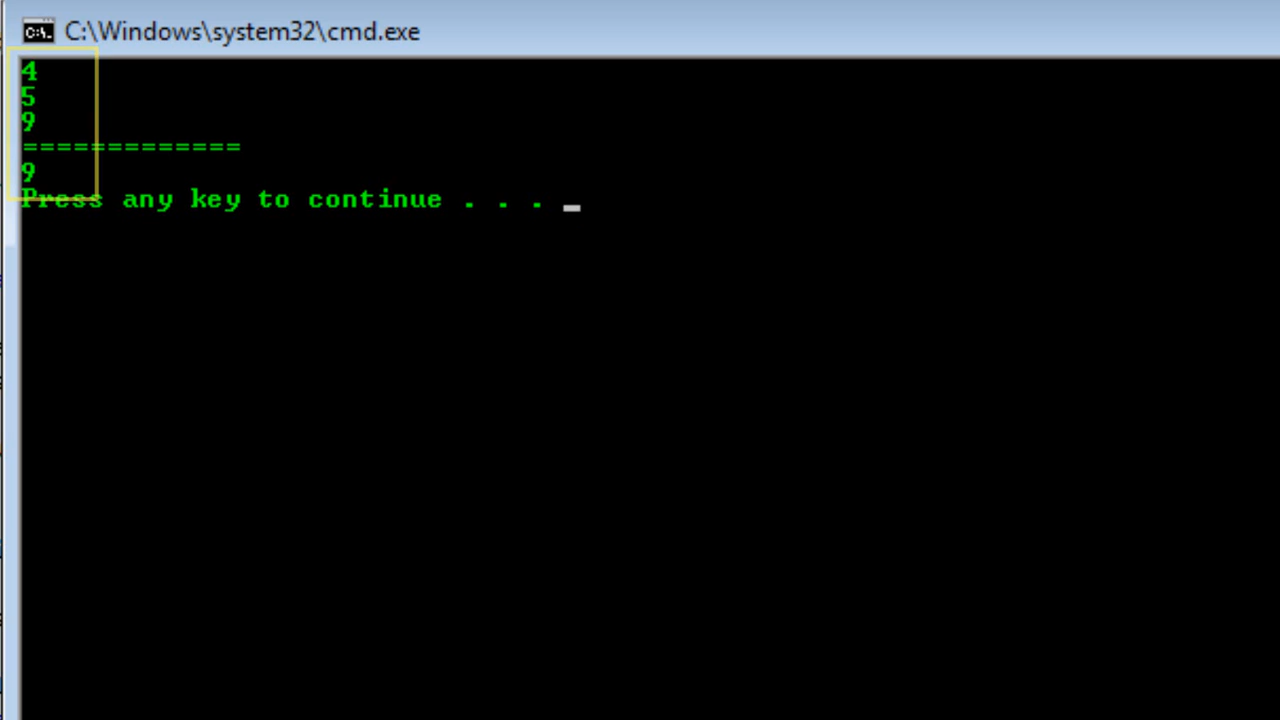 C:\Windows\system32\cmd.exe
4
5
9
=============
9
Press any key to continue . . .